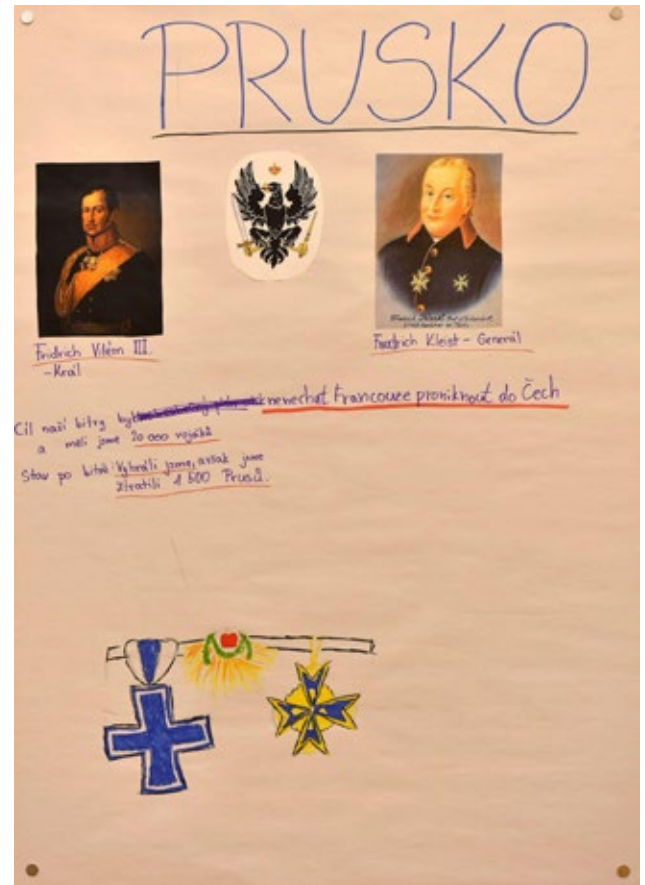 PRUSKO
Fridrich Vilém III.
-Král
Friedrich Kleist - Generál
Cíl naší bitvy byl nenechat Francouze proniknout do Čech
a měli jsme 20 000 vojáků
Stav po bitvě: Vyhráli jsme, avšak jsme
ztratili 1 500 Prusů.